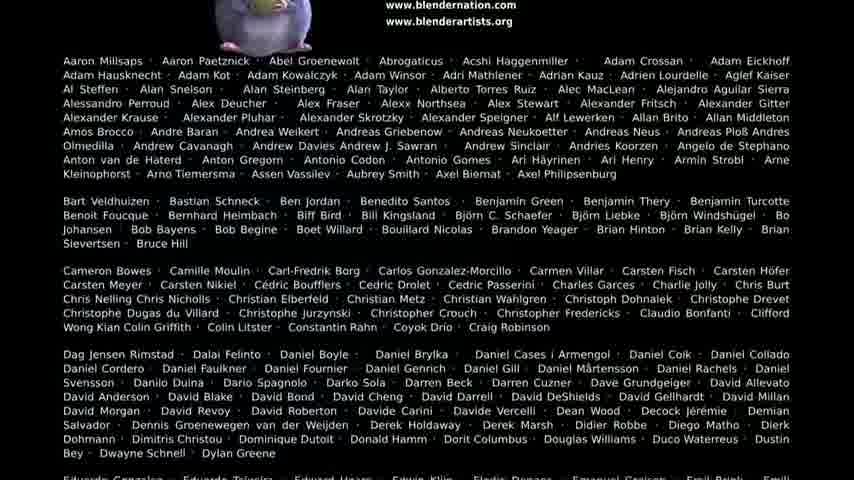 www.blendernation.com
www.blenderartists.org
Aaron Millsaps · Aaron Paetznick · Abel Groenewolt · Abrogaticus · Acshi Haggenmiller · Adam Crossan · Adam Eickhoff
Adam Hausknecht · Adam Kot · Adam Kowalczyk · Adam Winsor · Adri Mathlener · Adrian Kauz · Adrien Lourdelle · Aglef Kaiser
Al Steffen · Alan Snelson · Alan Steinberg · Alan Taylor · Alberto Torres Ruiz · Alec MacLean · Alejandro Aguilar Sierra
Alessandro Perroud · Alex Deucher · Alex Fraser · Alexx Northsea · Alex Stewart · Alexander Fritsch · Alexander Gitter
Alexander Krause · Alexander Pluhar · Alexander Skrotzky · Alexander Speigner · Alf Lewerken · Allan Brito · Allan Middleton
Amos Brocco · Andre Baran · Andrea Weikert · Andreas Griebenow · Andreas Neukoetter · Andreas Neus · Andreas Ploß Andrés
Olmedilla · Andrew Cavanagh · Andrew Davies Andrew J. Sawran · Andrew Sinclair · Andries Koorzen · Angelo de Stephano
Anton van de Haterd · Anton Gregorn · Antonio Codon · Antonio Gomes · Ari Häyrinen · Ari Henry · Armin Strobl · Arne
Kleinophorst · Arno Tiemersma · Assen Vassilev · Aubrey Smith · Axel Biernat · Axel Philipsenburg
Bart Veldhuizen · Bastian Schneck · Ben Jordan · Benedito Santos · Benjamin Green · Benjamin Thery · Benjamin Turcotte
Benoit Foucque · Bernhard Heimbach · Biff Bird · Bill Kingsland · Björn C. Schaefer · Björn Liebke · Björn Windshügel · Bo
Johansen · Bob Bayens · Bob Begine · Boet Willard · Bouillard Nicolas · Brandon Yeager · Brian Hinton · Brian Kelly · Brian
Sievertsen · Bruce Hill
Cameron Bowes · Camille Moulin · Carl-Fredrik Borg · Carlos Gonzalez-Morcillo · Carmen Villar · Carsten Fisch · Carsten Höfer
Carsten Meyer · Carsten Nikiel · Cédric Boufflers · Cedric Drolet · Cedric Passerini · Charles Garces · Charlie Jolly · Chris Burt
Chris Nelling Chris Nicholls · Christian Elberfeld · Christian Metz · Christian Wahlgren · Christoph Dohnalek · Christophe Drevet
Christophe Dugas du Villard · Christophe Jurzynski · Christopher Crouch · Christopher Fredericks · Claudio Bonfanti · Clifford
Wong Kian Colin Griffith · Colin Litster · Constantin Rahn · Coyok Drio · Craig Robinson
Dag Jensen Rimstad · Dalai Felinto · Daniel Boyle · Daniel Brylka · Daniel Cases i Armengol · Daniel Coik · Daniel Collado
Daniel Cordero · Daniel Faulkner · Daniel Fournier · Daniel Genrich · Daniel Gill · Daniel Mårtensson · Daniel Rachels · Daniel
Svensson · Danilo Duina · Dario Spagnolo · Darko Sola · Darren Beck · Darren Cuzner · Dave Grundgeiger · David Allevato
David Anderson · David Blake · David Bond · David Cheng · David Darrell · David DeShields · David Gellhardt · David Millan
David Morgan · David Revoy · David Roberton · Davide Carini · Davide Vercelli · Dean Wood · Decock Jérémie · Demian
Salvador · Dennis Groenewegen van der Weijden · Derek Holdaway · Derek Marsh · Didier Robbe · Diego Matho · Dierk
Dohmann · Dimitris Christou · Dominique Dutoit · Donald Hamm · Dorit Columbus · Douglas Williams · Duco Waterreus · Dustin
Bey · Dwayne Schnell · Dylan Greene